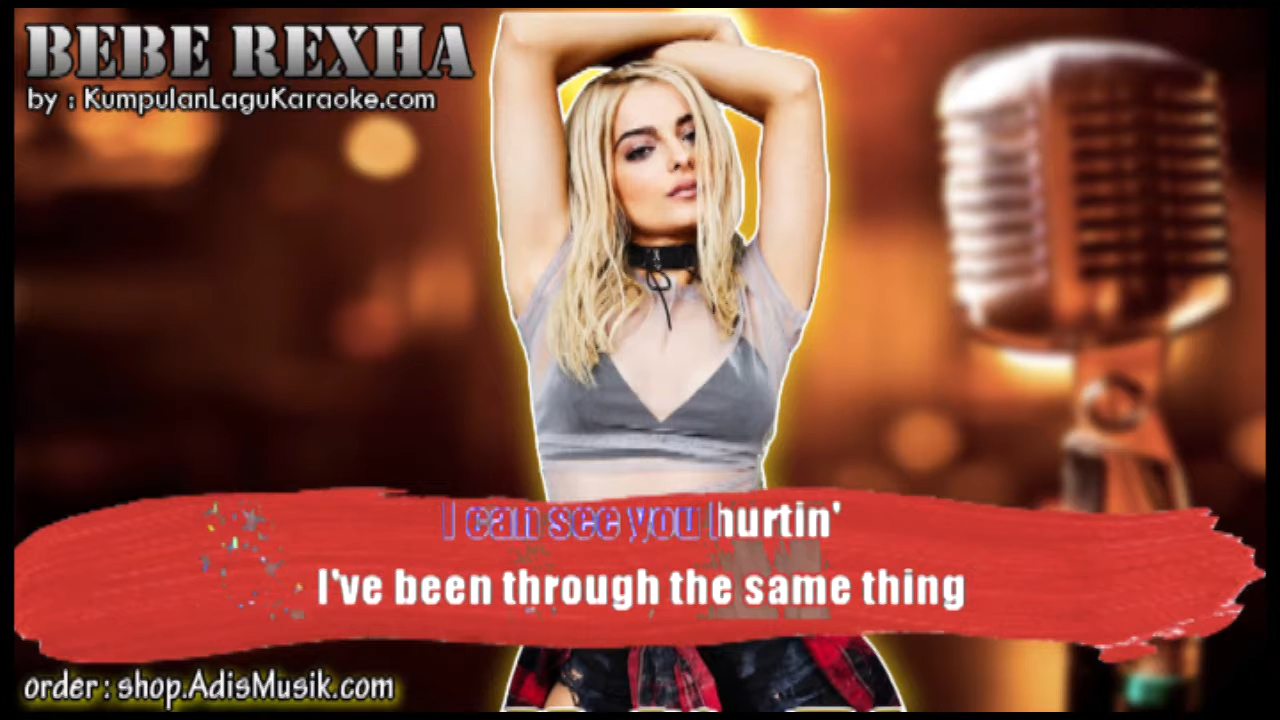 BEBE REXHA
by : KumpulanLaguKaraoke.com
I can see you hurtin'
I've been through the same thing
order : shop.AdisMusik.com